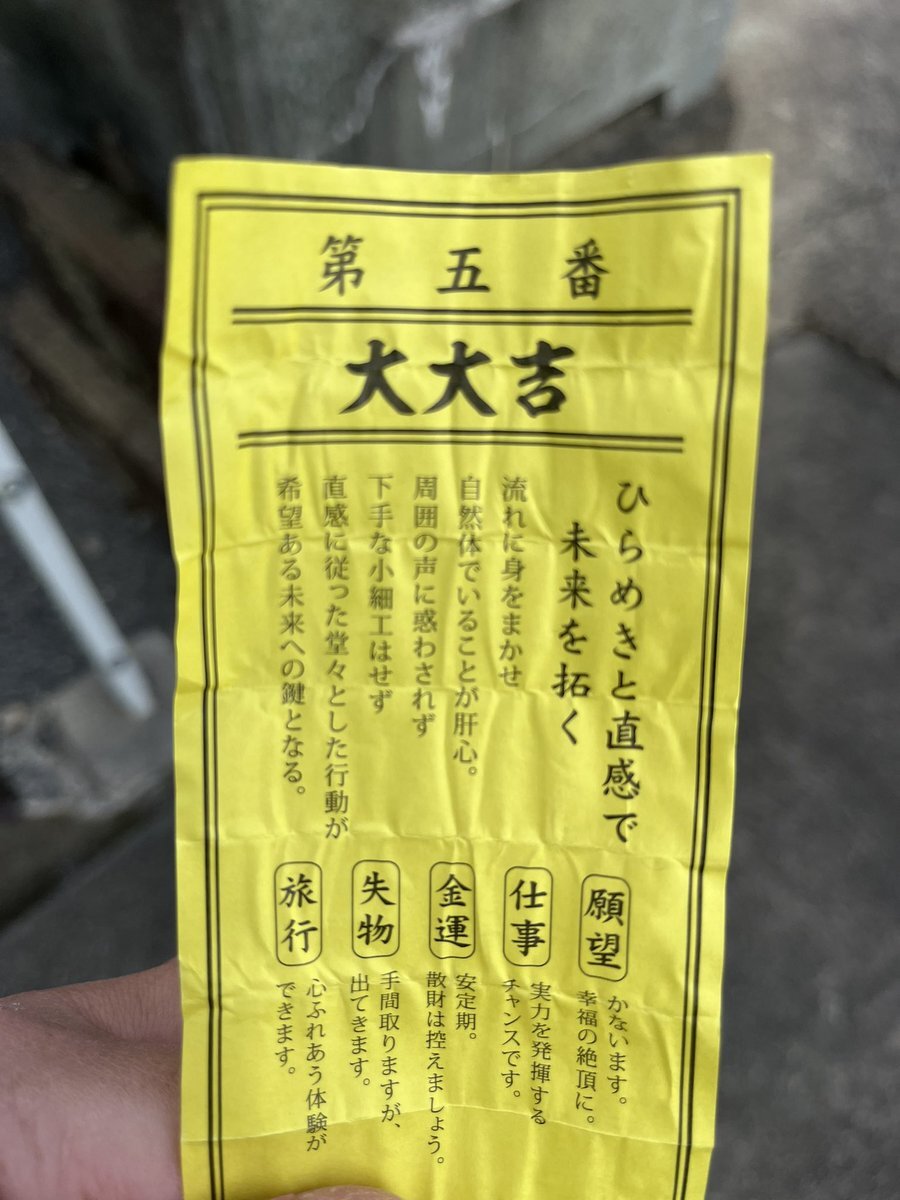 第五番
大大吉
ひらめきと直感で
未来を拓く
流れに身をまかせ
自然体でいることが肝心。
周囲の声に惑わされず
下手な小細工はせず
直感に従った堂々とした行動が
希望ある未来への鍵となる。
願望
かないます。
幸福の絶頂に。
仕事
実力を発揮する
チャンスです。
金運
安定期。
散財は控えましょう。
失物
手間取りますが、
出てきます。
旅行
心ふれあう体験が
できます。